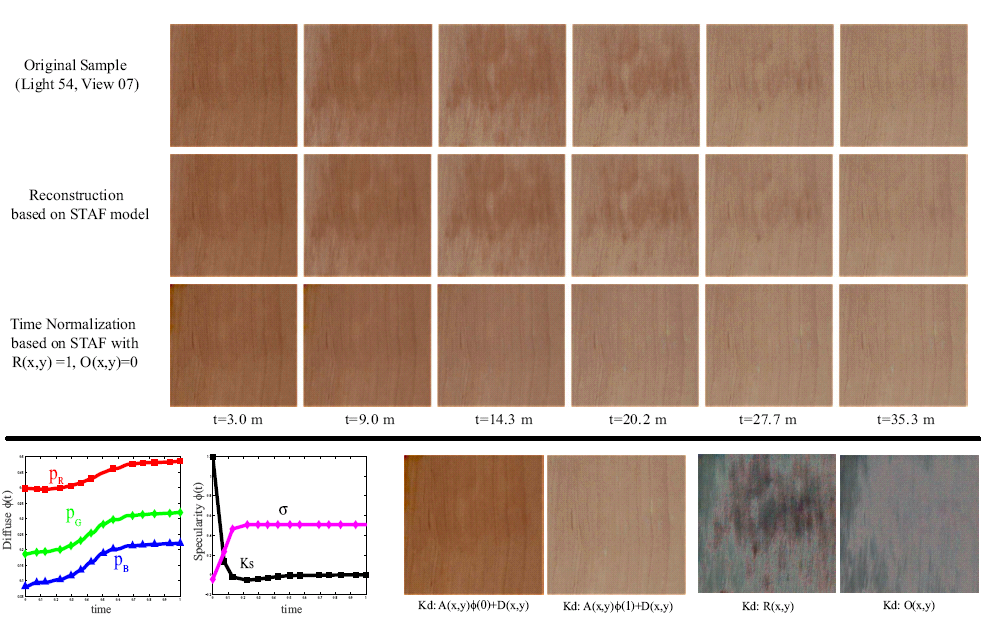 Original Sample
(Light 54, View 07)
Reconstruction
based on STAF model
Time Normalization
based on STAF with
R(x,y) =1, O(x,y)=0
t=3.0 m
t=9.0 m
t=14.3 m
t=20.2 m
t=27.7 m
t=35.3 m
Diffuse ϕ(t)
pR
pG
pB
time
Specularity ϕ(t)
σ
Ks
time
Kd: A(x,y)ϕ(0)+D(x,y)
Kd: A(x,y)ϕ(1)+D(x,y)
Kd: R(x,y)
Kd: O(x,y)